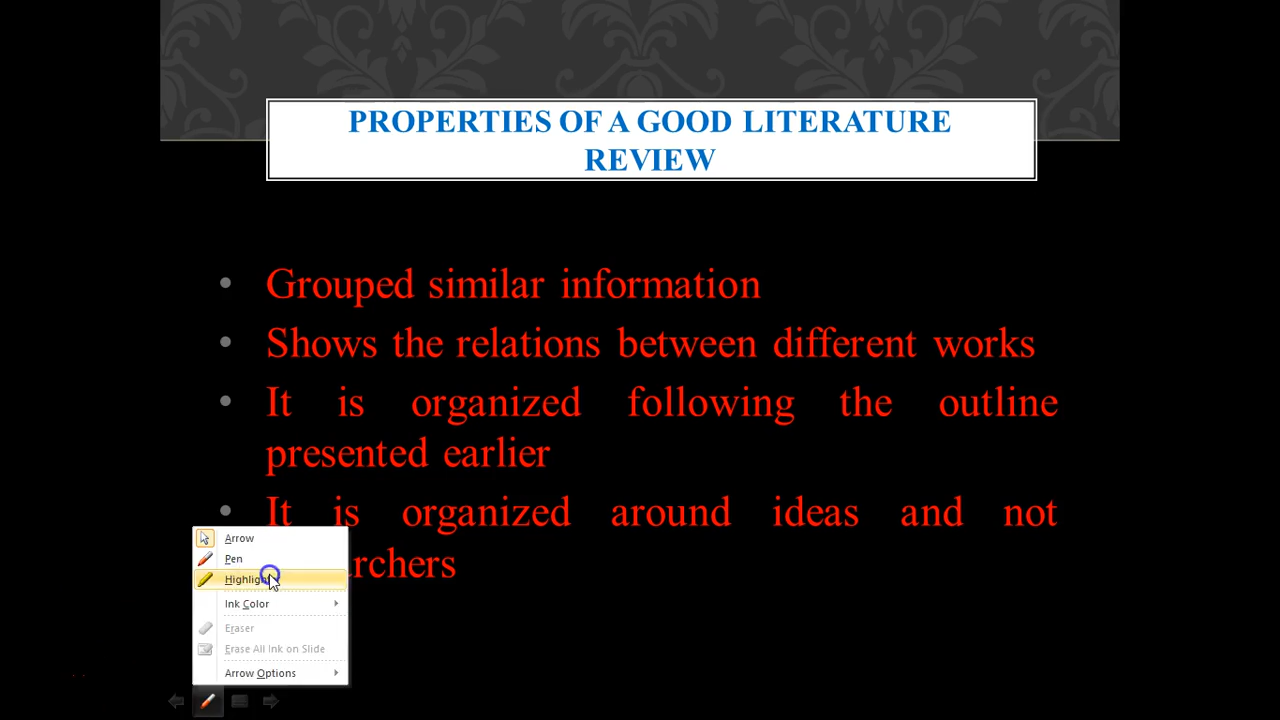 PROPERTIES OF A GOOD LITERATURE
REVIEW
Grouped similar information
Shows the relations between different works
It is organized following the outline
presented earlier
It is organized around ideas and not
Arrow
Pen
Ink Color
Eraser
Erase All Ink on Slide
Arrow Options